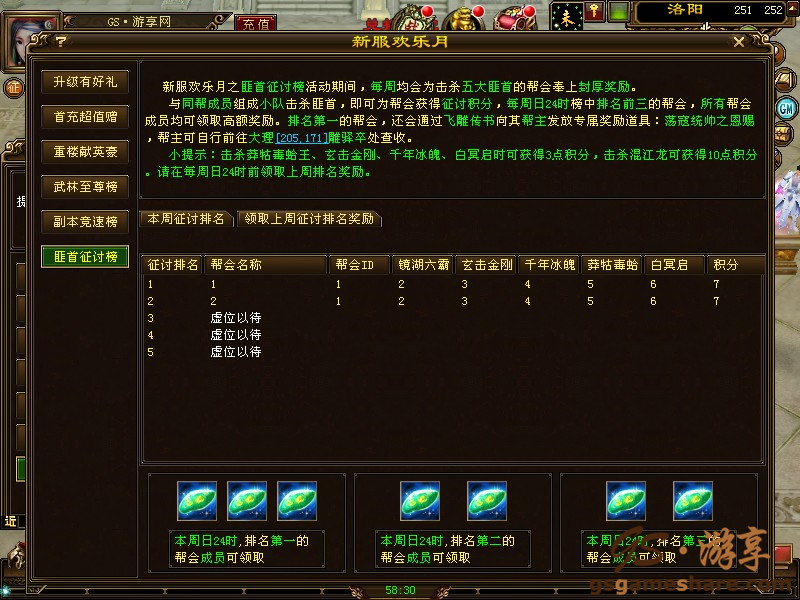 GS·游享网
充值
未
洛阳
251 252
征
GM
?
新服欢乐月
升级有好礼
首充超值赠
重楼献英豪
武林至尊榜
副本竞速榜
匪首征讨榜
新服欢乐月之匪首征讨榜活动期间，每周均会为击杀五大匪首的帮会奉上封厚奖励。
与同帮成员组成小队击杀匪首，即可为帮会获得征讨积分，每周日24时榜中排名前三的帮会，所有帮会
成员均可领取高额奖励。排名第一的帮会，还会通过飞雕传书向其帮主发放专属奖励道具：荡寇统帅之恩赐
，帮主可自行前往大理[205,171]雕驿卒处查收。
小提示：击杀莽牯毒蛤王、玄击金刚、千年冰魄、白冥启时可获得3点积分，击杀混江龙可获得10点积分
。请在每周日24时前领取上周排名奖励。
本周征讨排名 领取上周征讨排名奖励
征讨排名 帮会名称 帮会ID 镜湖六霸 玄击金刚 千年冰魄 莽牯毒蛤 白冥启 积分
1 1 1 2 3 4 5 6 7
2 2 1 2 3 4 5 6 7
3 虚位以待
4 虚位以待
5 虚位以待
本周日24时,排名第一的
帮会成员可领取
本周日24时,排名第二的
帮会成员可领取
本周日24时,排名第三的
帮会成员可领取
近
58:30
·游享
gsgameshare.com